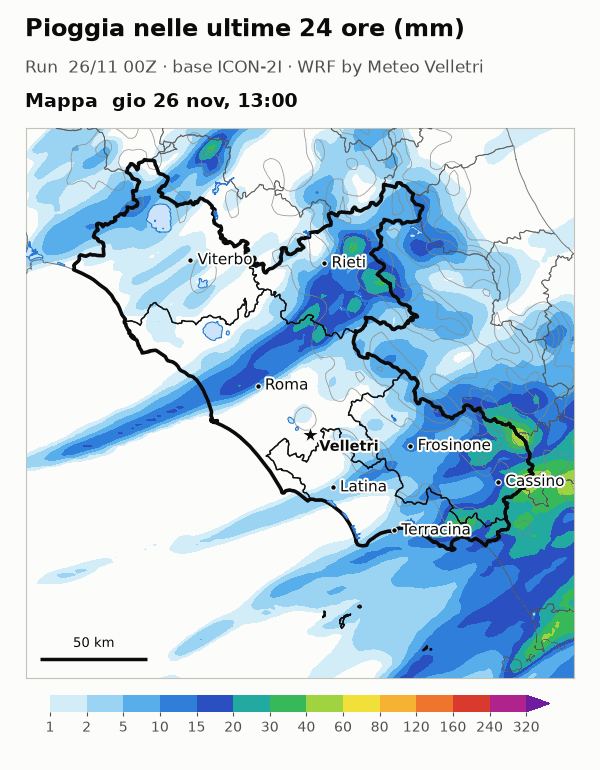 Pioggia nelle ultime 24 ore (mm)
Run 26/11 00Z · base ICON-2I · WRF by Meteo Velletri
Mappa gio 26 nov, 13:00
Viterbo
Rieti
Roma
Velletri
Frosinone
Latina
Cassino
Terracina
50 km
1 2 5 10 15 20 30 40 60 80 120 160 240 320